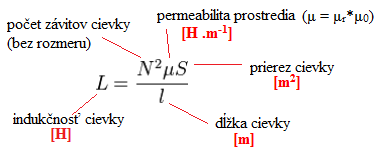 permeabilita prostredia (μ = μr*μ0)
[H .m-1]
počet závitov cievky
(bez rozmeru)
L = N²μS / l
prierez cievky
[m²]
indukčnosť cievky
[H]
dĺžka cievky
[m]